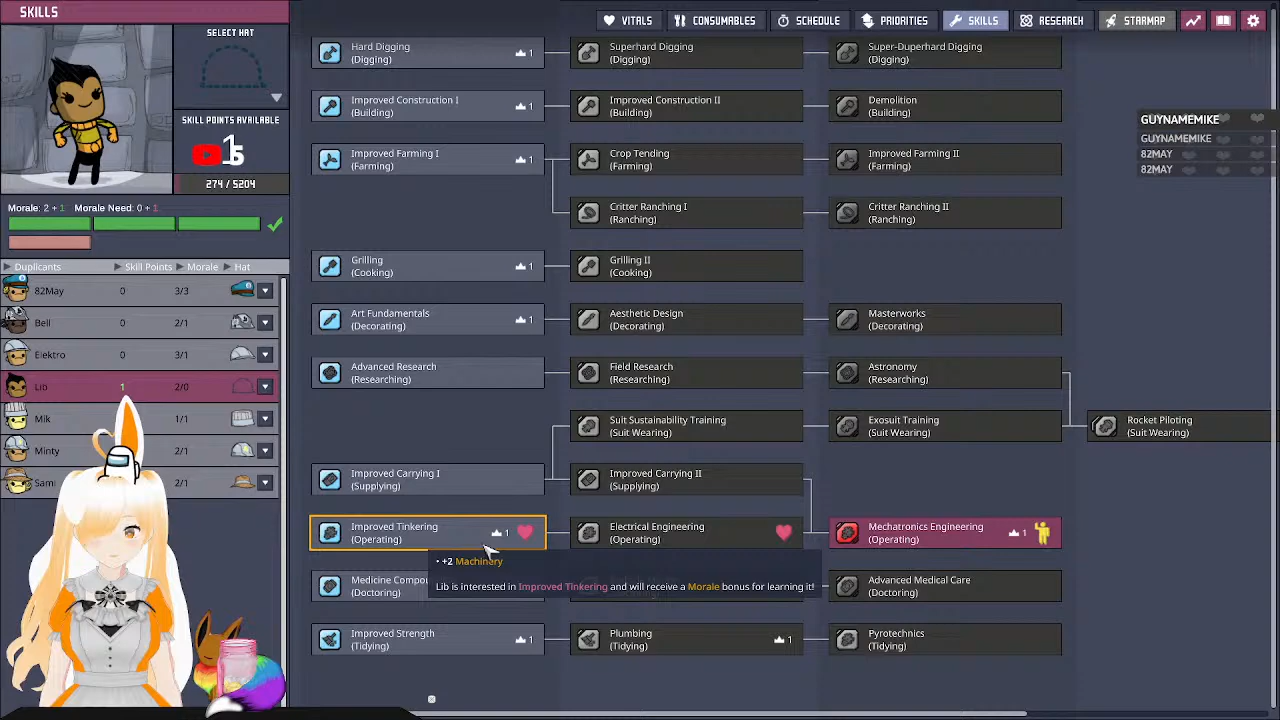 SKILLS
VITALS
CONSUMABLES
SCHEDULE
PRIORITIES
SKILLS
RESEARCH
STARMAP
SELECT HAT
SKILL POINTS AVAILABLE
274 / 5204
Morale: 2 + 1 Morale Need: 0 + 1
Duplicants Skill Points Morale Hat
82May 0 3/3
Bell 0 2/1
Elektro 0 3/1
Lib 1 2/0
Mik 1/1
Minty 2/1
Sami 2/1
Hard Digging 1
(Digging)
Superhard Digging
(Digging)
Super-Duperhard Digging
(Digging)
Improved Construction I 1
(Building)
Improved Construction II
(Building)
Demolition
(Building)
Improved Farming I 1
(Farming)
Crop Tending
(Farming)
Improved Farming II
(Farming)
Critter Ranching I
(Ranching)
Critter Ranching II
(Ranching)
Grilling 1
(Cooking)
Grilling II
(Cooking)
Art Fundamentals 1
(Decorating)
Aesthetic Design
(Decorating)
Masterworks
(Decorating)
Advanced Research
(Researching)
Field Research
(Researching)
Astronomy
(Researching)
Suit Sustainability Training
(Suit Wearing)
Exosuit Training
(Suit Wearing)
Rocket Piloting
(Suit Wearing)
Improved Carrying I
(Supplying)
Improved Carrying II
(Supplying)
Improved Tinkering 1
(Operating)
Electrical Engineering
(Operating)
Mechatronics Engineering 1
(Operating)
• +2 Machinery
Lib is interested in Improved Tinkering and will receive a Morale bonus for learning it!
Medicine Compou
(Doctoring)
Advanced Medical Care
(Doctoring)
Improved Strength 1
(Tidying)
Plumbing 1
(Tidying)
Pyrotechnics
(Tidying)
GUYNAMEMIKE
GUYNAMEMIKE
82MAY
82MAY